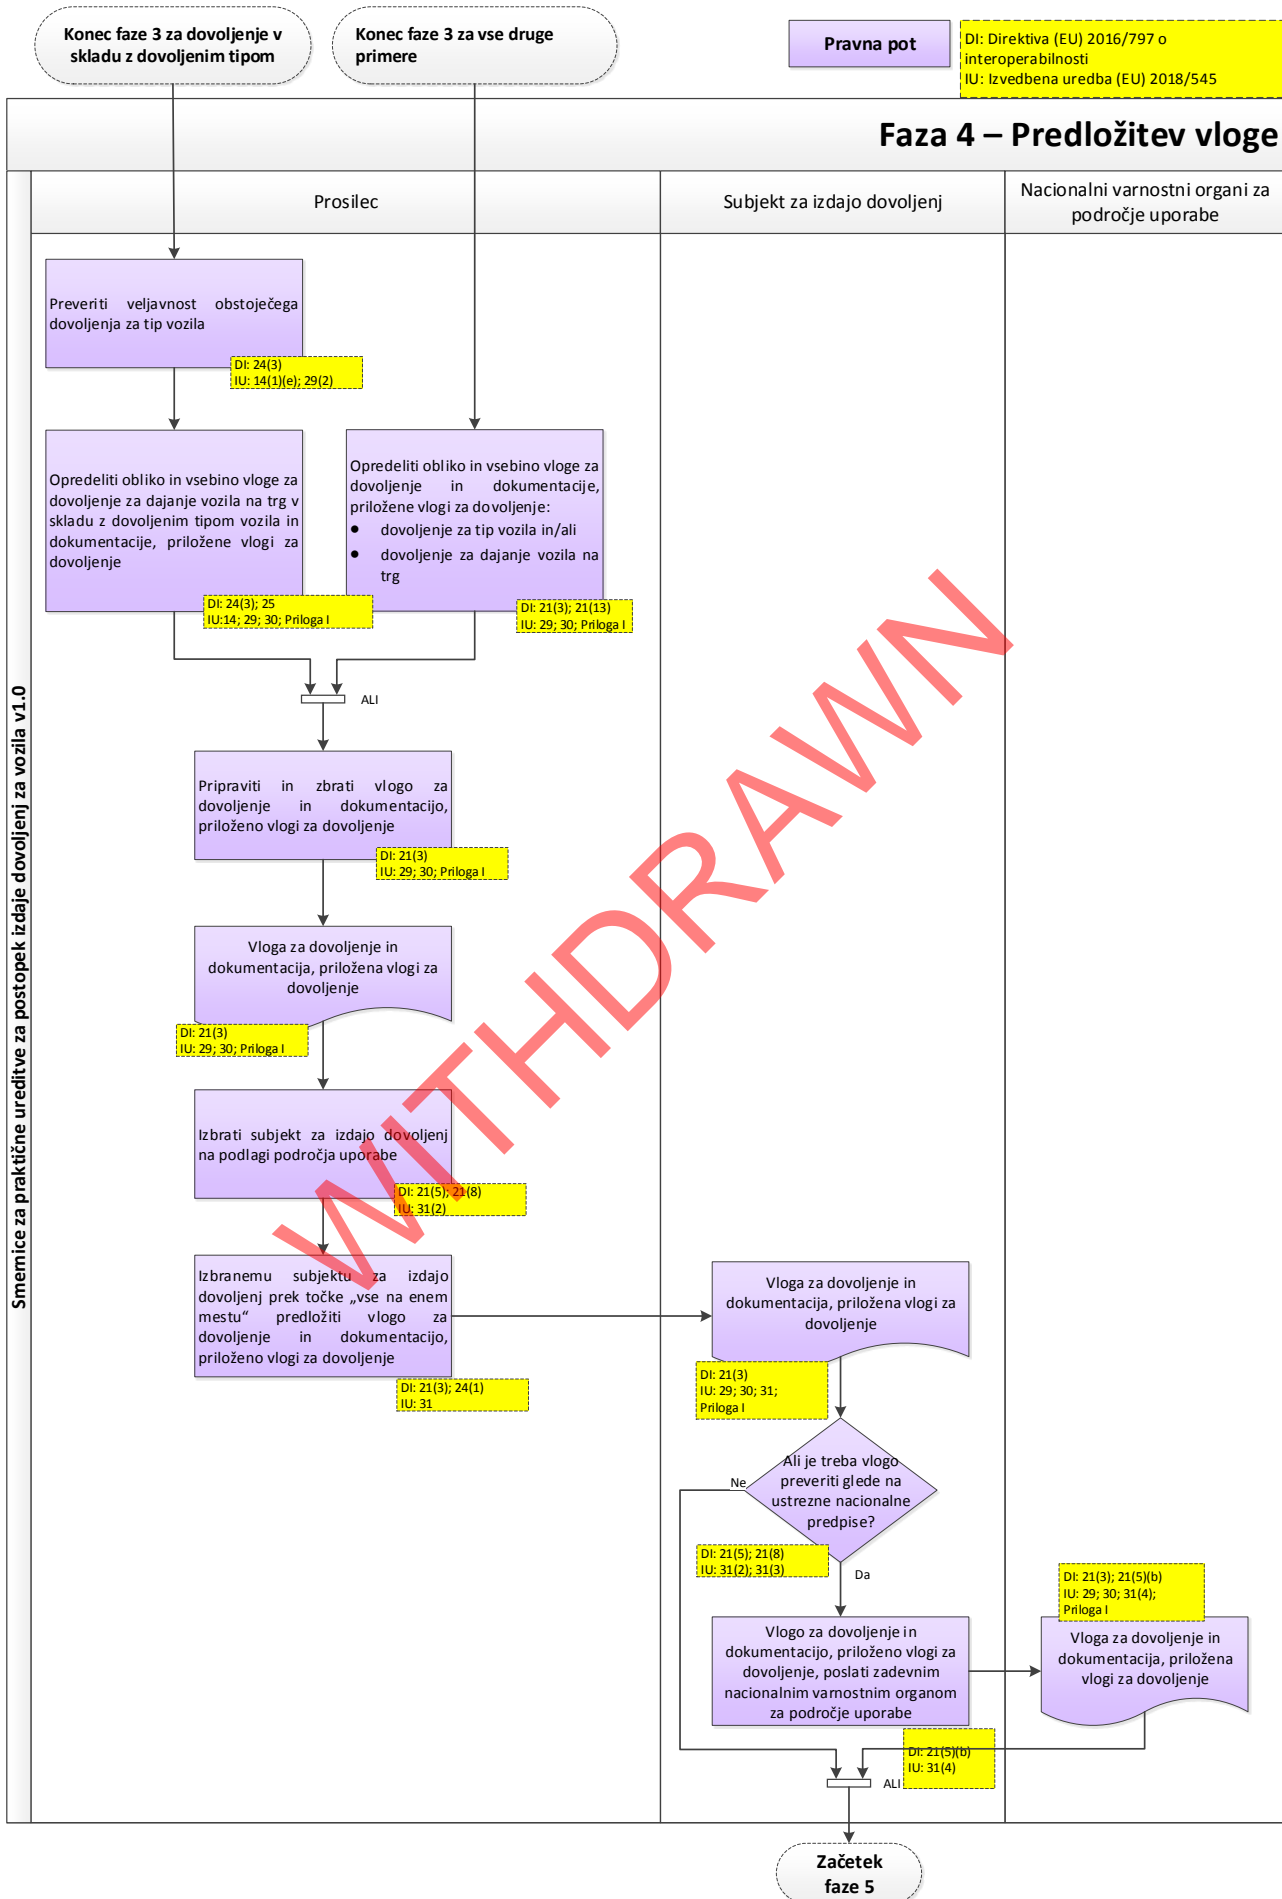 Konec faze 3 za dovoljenje v
skladu z dovoljenim tipom
Konec faze 3 za vse druge
primere
Pravna pot
DI: Direktiva (EU) 2016/797 o
interoperabilnosti
IU: Izvedbena uredba (EU) 2018/545
Faza 4 – Predložitev vloge
Smernice za praktične ureditve za postopek izdaje dovoljenj za vozila v1.0
Prosilec
Subjekt za izdajo dovoljenj
Nacionalni varnostni organi za
področje uporabe
Preveriti veljavnost obstoječega
dovoljenja za tip vozila
DI: 24(3)
IU: 14(1)(e); 29(2)
Opredeliti obliko in vsebino vloge za
dovoljenje za dajanje vozila na trg v
skladu z dovoljenim tipom vozila in
dokumentacije, priložene vlogi za
dovoljenje
DI: 24(3); 25
IU:14; 29; 30; Priloga I
Opredeliti obliko in vsebino vloge za
dovoljenje in dokumentacije,
priložene vlogi za dovoljenje:
● dovoljenje za tip vozila in/ali
● dovoljenje za dajanje vozila na
trg
DI: 21(3); 21(13)
IU: 29; 30; Priloga I
ALI
Pripraviti in zbrati vlogo za
dovoljenje in dokumentacijo,
priloženo vlogi za dovoljenje
DI: 21(3)
IU: 29; 30; Priloga I
Vloga za dovoljenje in
dokumentacija, priložena vlogi za
dovoljenje
DI: 21(3)
IU: 29; 30; Priloga I
Izbrati subjekt za izdajo dovoljenj
na podlagi področja uporabe
DI: 21(5); 21(8)
IU: 31(2)
Izbranemu subjektu za izdajo
dovoljenj prek točke „vse na enem
mestu“ predložiti vlogo za
dovoljenje in dokumentacijo,
priloženo vlogi za dovoljenje
DI: 21(3); 24(1)
IU: 31
Vloga za dovoljenje in
dokumentacija, priložena vlogi za
dovoljenje
DI: 21(3)
IU: 29; 30; 31;
Priloga I
Ali je treba vlogo
preveriti glede na
ustrezne nacionalne
predpise?
Ne
DI: 21(5); 21(8)
IU: 31(2); 31(3)
Da
Vlogo za dovoljenje in
dokumentacijo, priloženo vlogi za
dovoljenje, poslati zadevnim
nacionalnim varnostnim organom
za področje uporabe
DI: 21(5)(b)
IU: 31(4)
DI: 21(3); 21(5)(b)
IU: 29; 30; 31(4);
Priloga I
Vloga za dovoljenje in
dokumentacija, priložena
vlogi za dovoljenje
ALI
Začetek
faze 5
WITHDRAWN